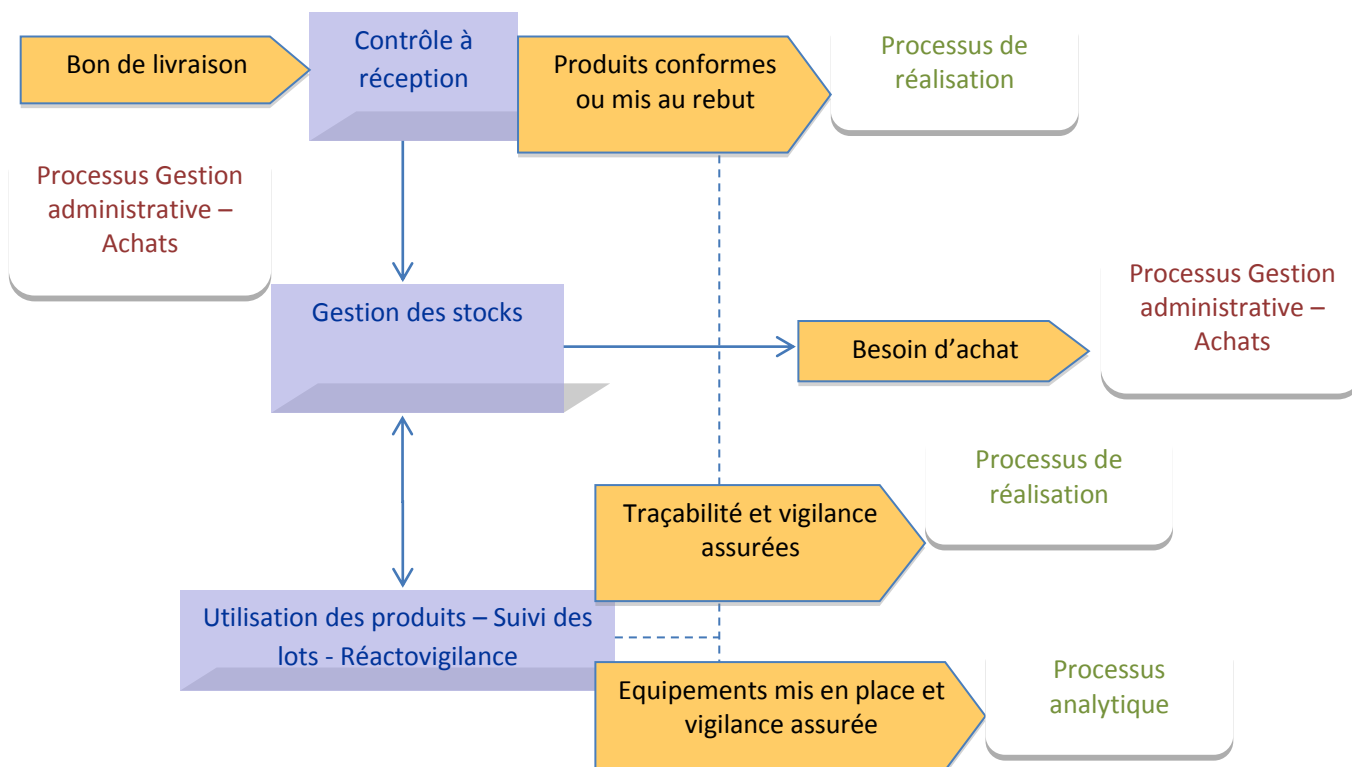 Bon de livraison
Contrôle à
réception
Produits conformes
ou mis au rebut
Processus de
réalisation
Processus Gestion
administrative –
Achats
Gestion des stocks
Besoin d’achat
Processus Gestion
administrative –
Achats
Traçabilité et vigilance
assurées
Processus de
réalisation
Utilisation des produits – Suivi des
lots - Réactovigilance
Equipements mis en place et
vigilance assurée
Processus
analytique